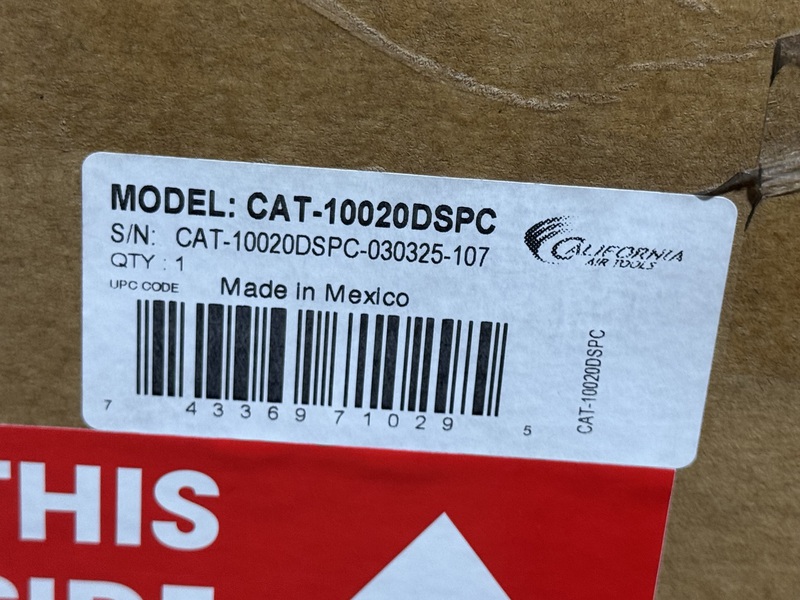 MODEL: CAT-10020DSPC
S/N: CAT-10020DSPC-030325-107
QTY : 1
UPC CODE
Made in Mexico
7 43369 71029 5
CALIFORNIA
AIR TOOLS
CAT-10020DSPC
THIS
SIDE